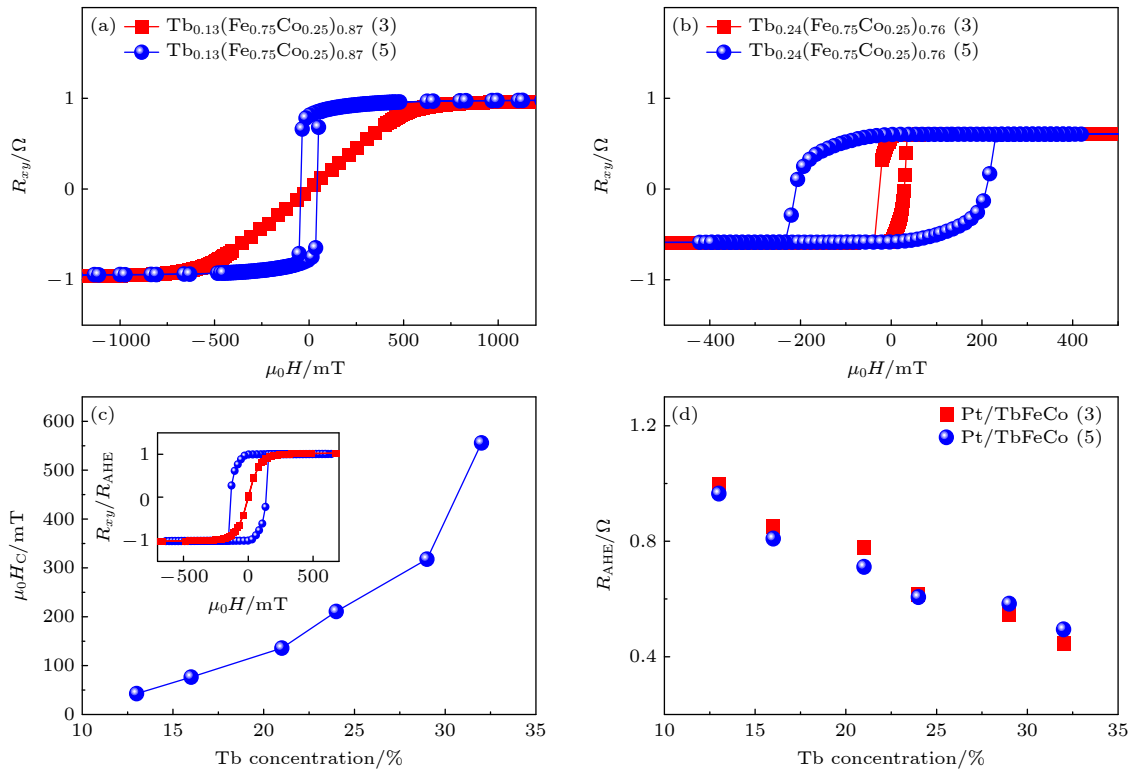 (a)
Tb0.13(Fe0.75Co0.25)0.87 (3)
Tb0.13(Fe0.75Co0.25)0.87 (5)
Rxy/Ω
1
0
−1
−1000 −500 0 500 1000
μ0H/mT
(b)
Tb0.24(Fe0.75Co0.25)0.76 (3)
Tb0.24(Fe0.75Co0.25)0.76 (5)
Rxy/Ω
1
0
−1
−400 −200 0 200 400
μ0H/mT
(c)
μ0HC/mT
600
500
400
300
200
100
0
10 15 20 25 30 35
Tb concentration/%
Rxy/RAHE
1
0
−1
−500 0 500
μ0H/mT
(d)
Pt/TbFeCo (3)
Pt/TbFeCo (5)
RAHE/Ω
1.2
0.8
0.4
10 15 20 25 30 35
Tb concentration/%